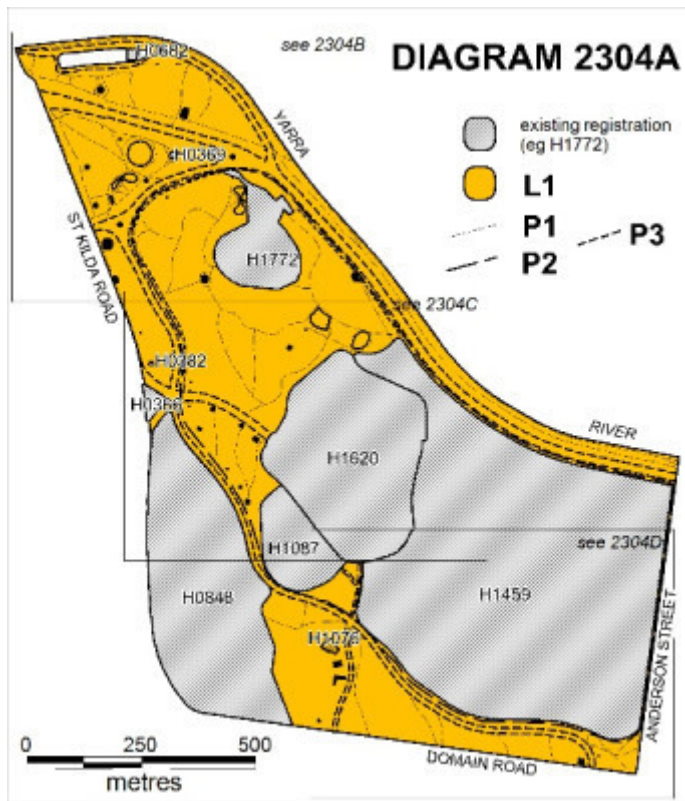 H0682
see 2304B
DIAGRAM 2304A
YARRA
existing registration
(eg H1772)
L1
H0369
P1
P3
P2
ST KILDA ROAD
H1772
see 2304C
H0382
H0366
RIVER
H1620
H1087
see 2304D
H0848
H1459
H1076
ANDERSON STREET
DOMAIN ROAD
0 250 500
metres